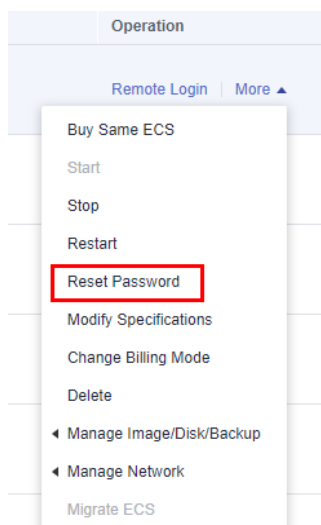 Operation
Remote Login More
Buy Same ECS
Start
Stop
Restart
Reset Password
Modify Specifications
Change Billing Mode
Delete
Manage Image/Disk/Backup
Manage Network
Migrate ECS